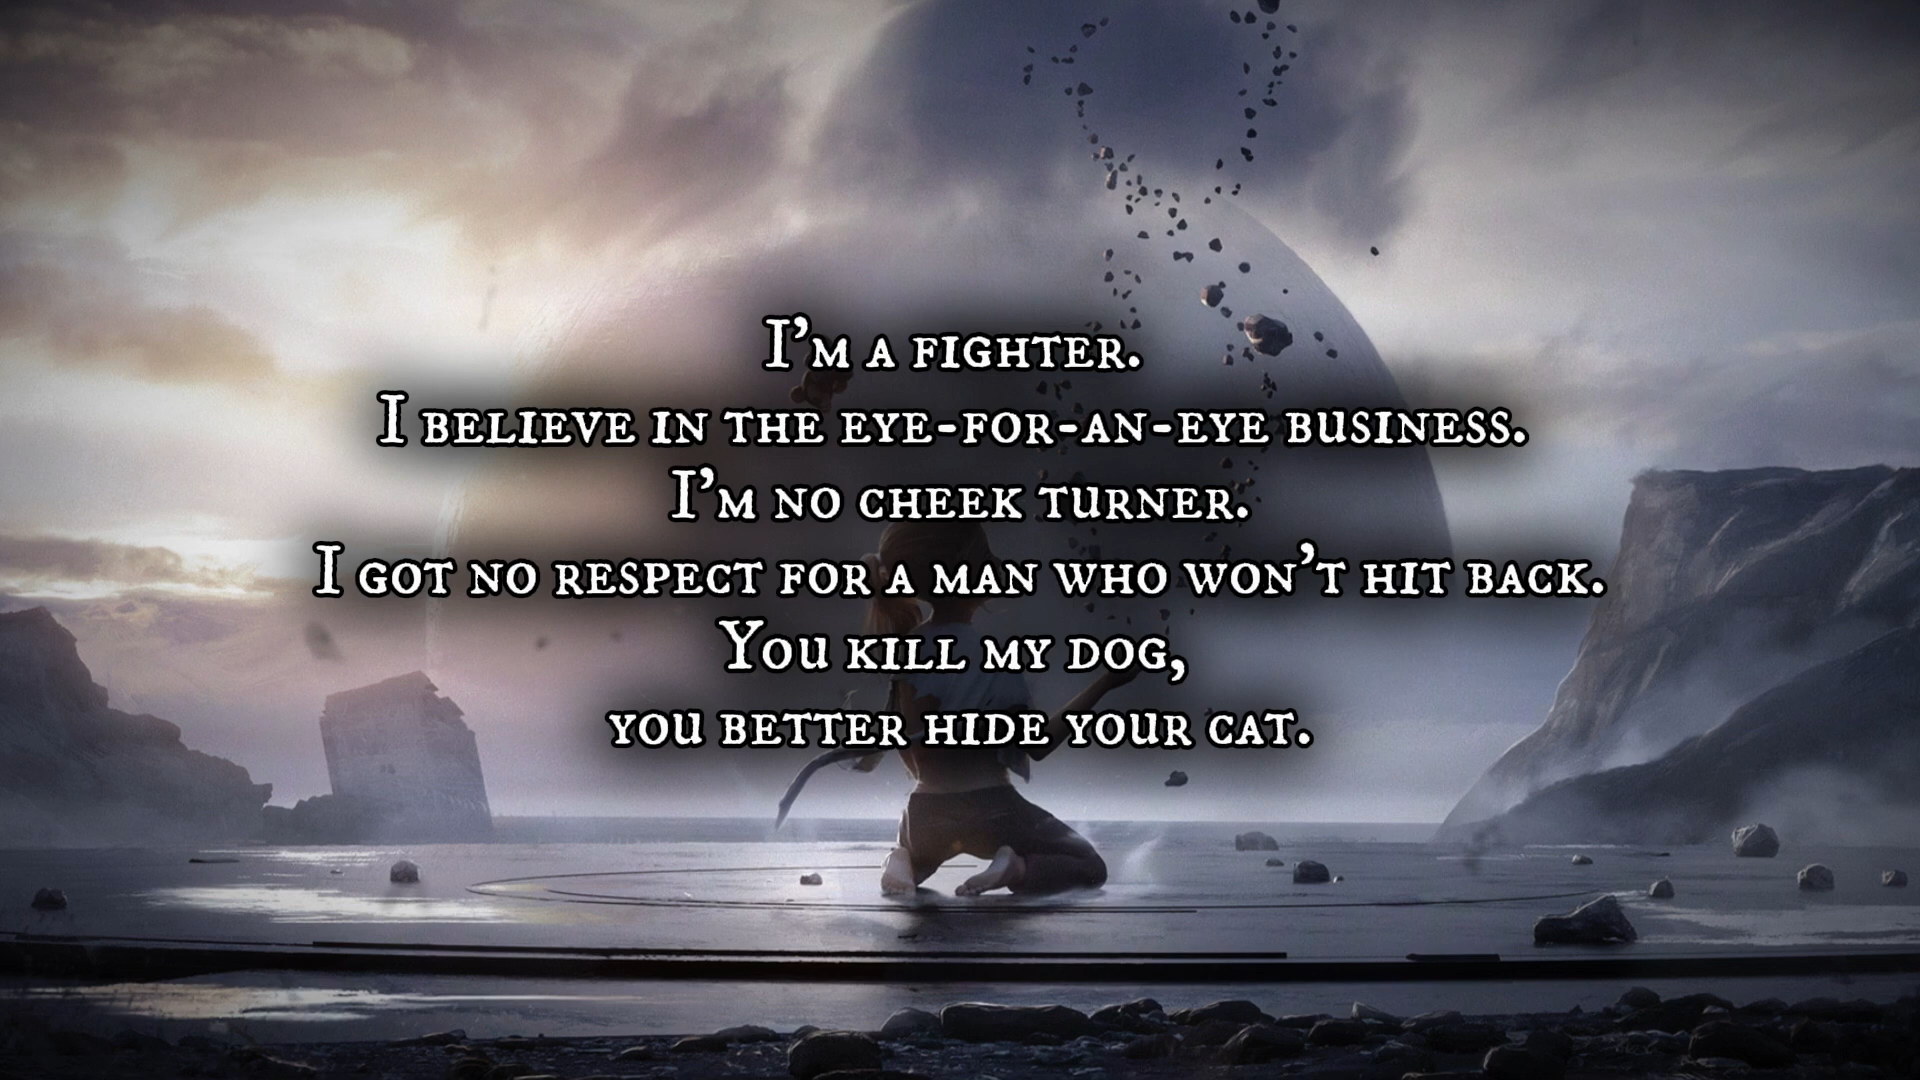 I'm a fighter.
I believe in the eye-for-an-eye business.
I'm no cheek turner.
I got no respect for a man who won't hit back.
You kill my dog,
you better hide your cat.